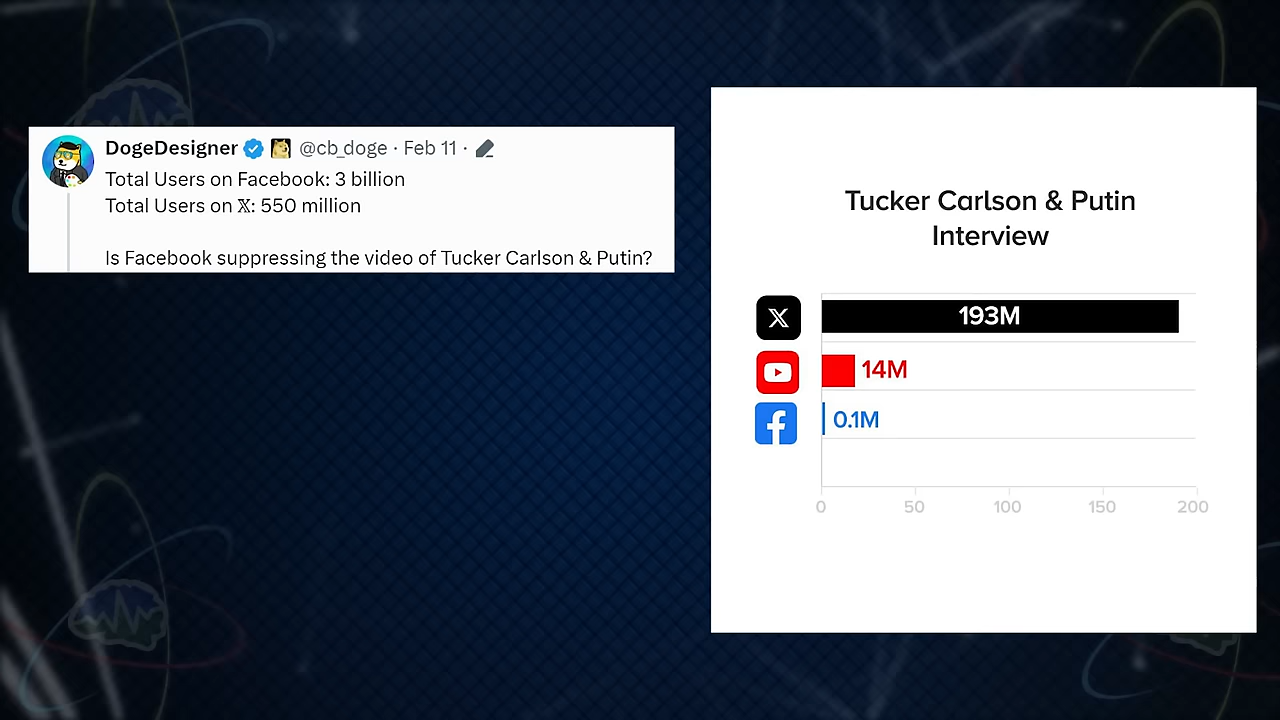 DogeDesigner @cb_doge · Feb 11 ·
Total Users on Facebook: 3 billion
Total Users on 𝕏: 550 million
Is Facebook suppressing the video of Tucker Carlson & Putin?
Tucker Carlson & Putin
Interview
193M
14M
0.1M
0 50 100 150 200